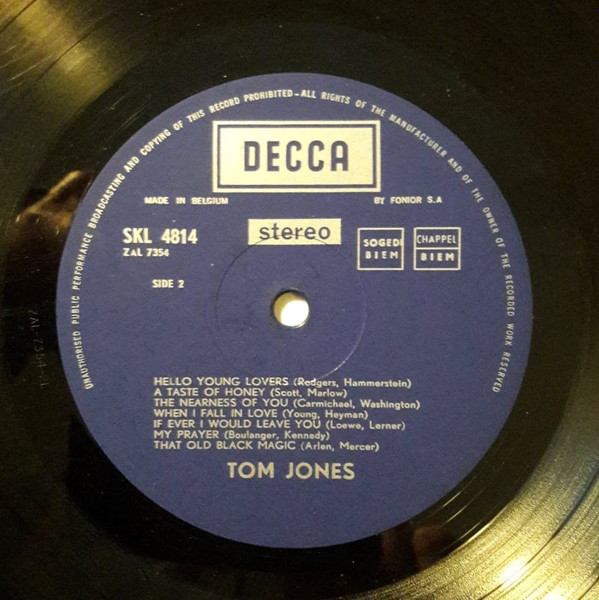 UNAUTHORISED PUBLIC PERFORMANCE BROADCASTING AND COPYING OF THIS RECORD PROHIBITED-ALL RIGHTS OF THE MANUFACTURER AND OF THE OWNER OF THE RECORDED WORK RESERVED
DECCA
MADE IN BELGIUM BY FONIOR S.A
SKL 4814 stereo SOGEDI BIEM CHAPPEL BIEM
ZAL 7354
SIDE 2
HELLO YOUNG LOVERS (Rodgers, Hammerstein)
A TASTE OF HONEY (Scott, Marlow)
THE NEARNESS OF YOU (Carmichael, Washington)
WHEN I FALL IN LOVE (Young, Heyman)
IF EVER I WOULD LEAVE YOU (Loewe, Lerner)
MY PRAYER (Boulanger, Kennedy)
THAT OLD BLACK MAGIC (Arlen, Mercer)
TOM JONES